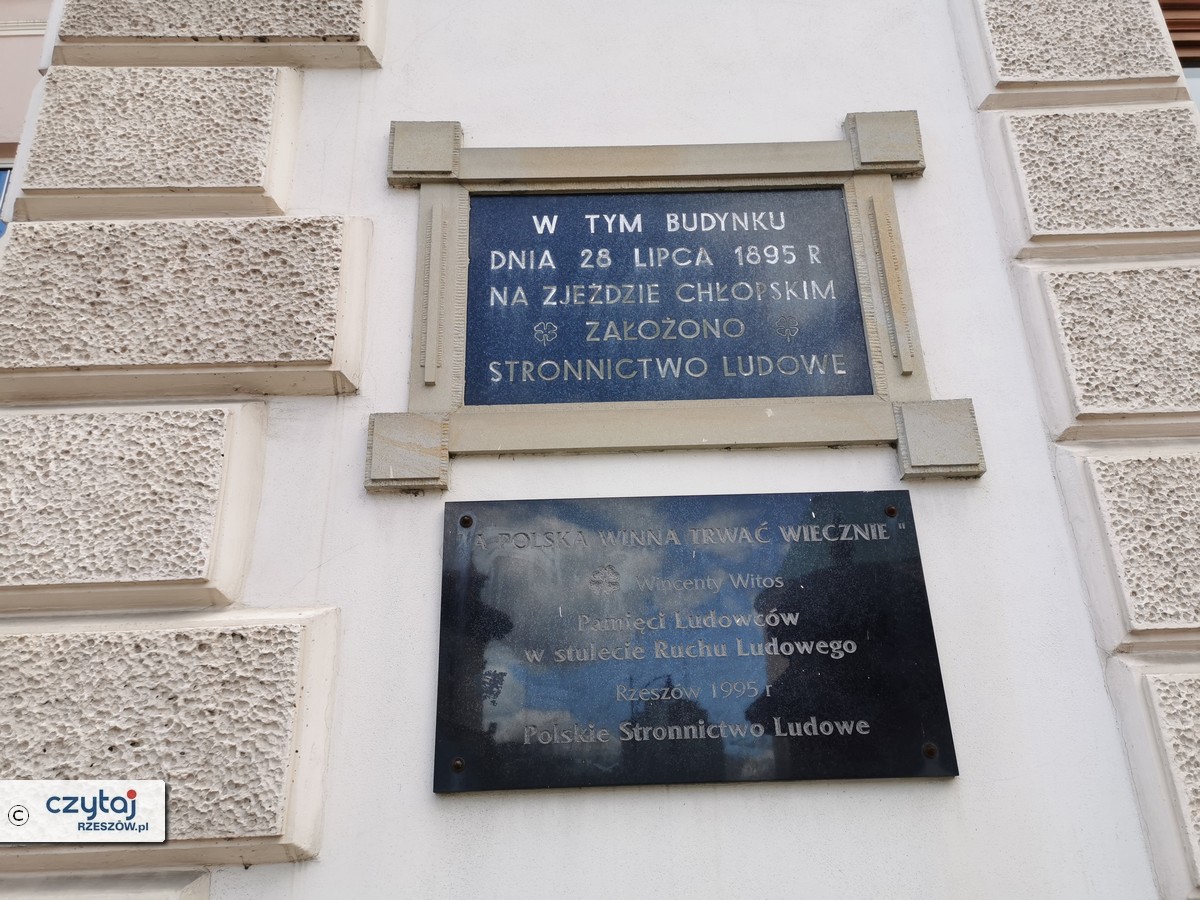 W TYM BUDYNKU
DNIA 28 LIPCA 1895 R
NA ZJEŹDZIE CHŁOPSKIM
ZAŁOŻONO
STRONNICTWO LUDOWE
"A POLSKA WINNA TRWAĆ WIECZNIE"
Wincenty Witos
Pamięci Ludowców
w stulecie Ruchu Ludowego
Rzeszów 1995 r
Polskie Stronnictwo Ludowe
© czytaj
RZESZÓW.pl